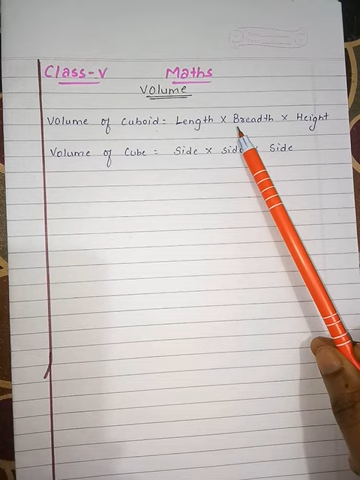 Class-V Maths
Volume
Volume of Cuboid = Length × Breadth × Height
Volume of Cube = Side × side × Side